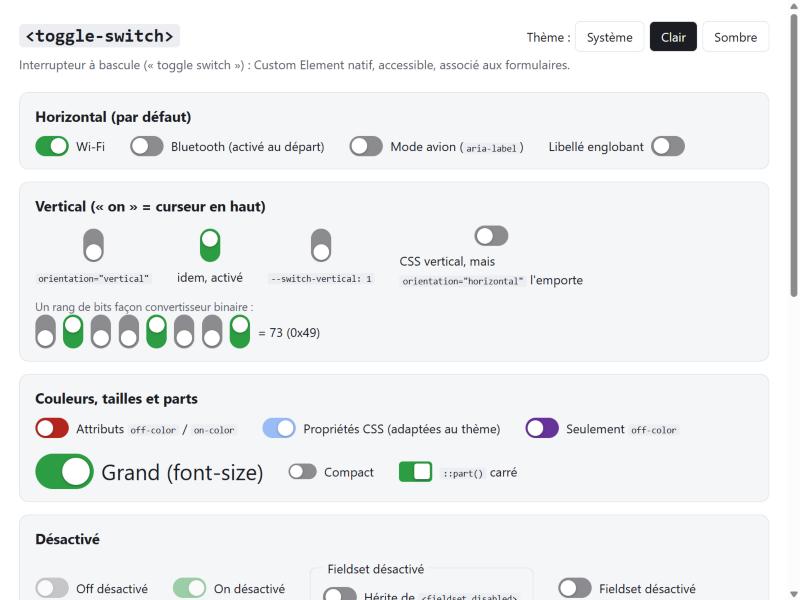 <toggle-switch>
Thème : Système Clair Sombre
Interrupteur à bascule (« toggle switch ») : Custom Element natif, accessible, associé aux formulaires.
Horizontal (par défaut)
Wi-Fi Bluetooth (activé au départ) Mode avion ( aria-label ) Libellé englobant
Vertical (« on » = curseur en haut)
orientation="vertical" idem, activé --switch-vertical: 1 CSS vertical, mais
orientation="horizontal" l'emporte
Un rang de bits façon convertisseur binaire :
= 73 (0x49)
Couleurs, tailles et parts
Attributs off-color / on-color Propriétés CSS (adaptées au thème) Seulement off-color
Grand (font-size) Compact ::part() carré
Désactivé
Fieldset désactivé
Off désactivé On désactivé Hérite de <fieldset disabled> Fieldset désactivé